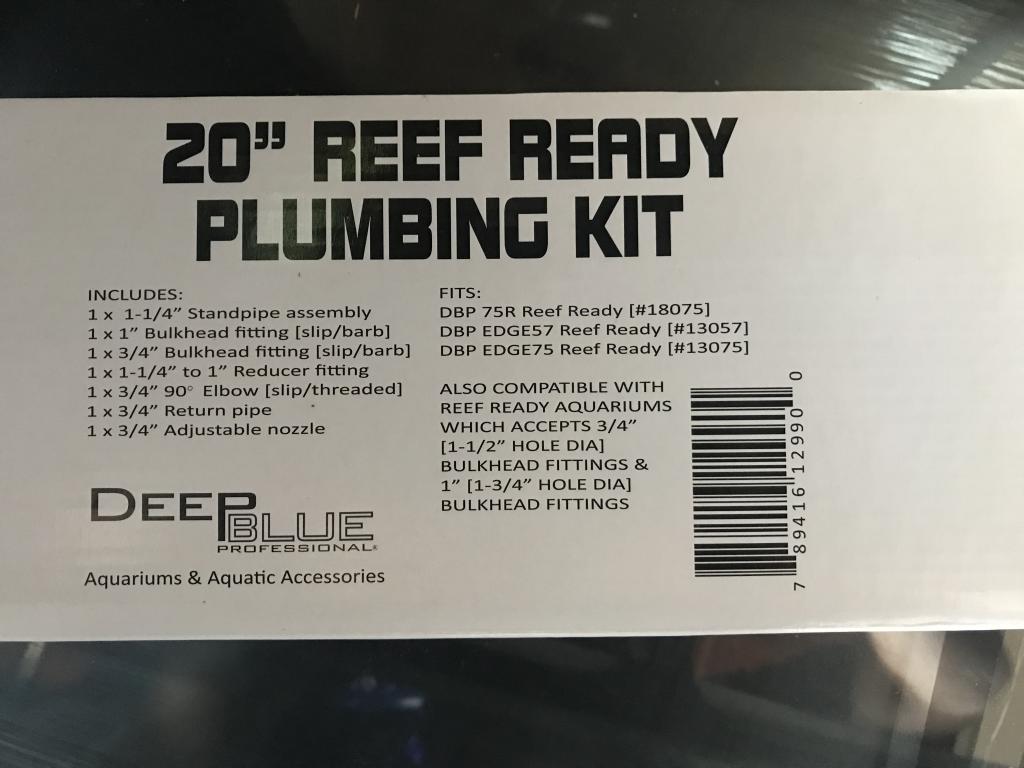 20” REEF READY
PLUMBING KIT
INCLUDES:
1 x 1-1/4” Standpipe assembly
1 x 1” Bulkhead fitting [slip/barb]
1 x 3/4” Bulkhead fitting [slip/barb]
1 x 1-1/4” to 1” Reducer fitting
1 x 3/4” 90° Elbow [slip/threaded]
1 x 3/4” Return pipe
1 x 3/4” Adjustable nozzle
FITS:
DBP 75R Reef Ready [#18075]
DBP EDGE57 Reef Ready [#13057]
DBP EDGE75 Reef Ready [#13075]
ALSO COMPATIBLE WITH
REEF READY AQUARIUMS
WHICH ACCEPTS 3/4”
[1-1/2” HOLE DIA]
BULKHEAD FITTINGS &
1” [1-3/4” HOLE DIA]
BULKHEAD FITTINGS
DEEP
BLUE
PROFESSIONAL®
Aquariums & Aquatic Accessories
7 89416 12990 0